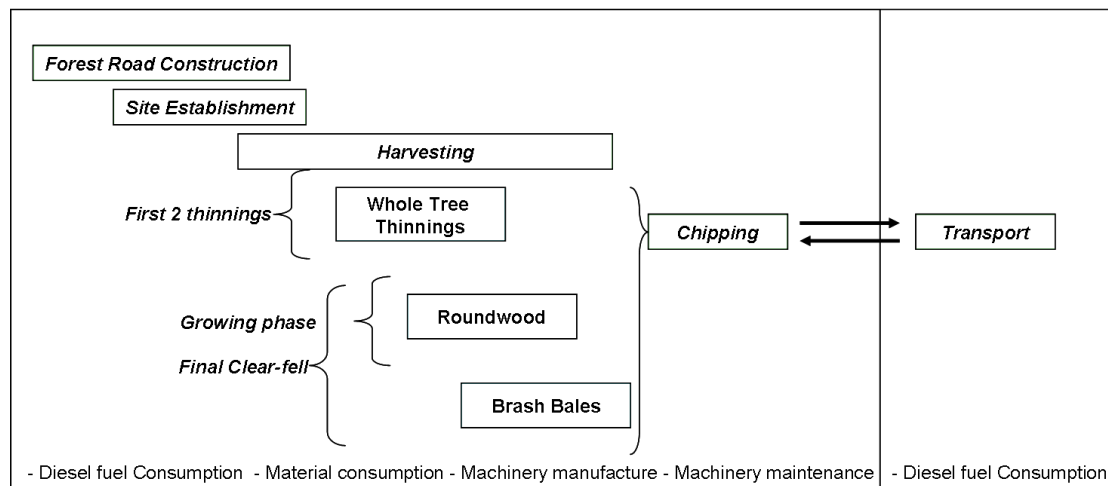 Forest Road Construction
Site Establishment
Harvesting
First 2 thinnings
Whole Tree
Thinnings
Chipping
Transport
Growing phase
Roundwood
Final Clear-fell
Brash Bales
- Diesel fuel Consumption - Material consumption - Machinery manufacture - Machinery maintenance
- Diesel fuel Consumption